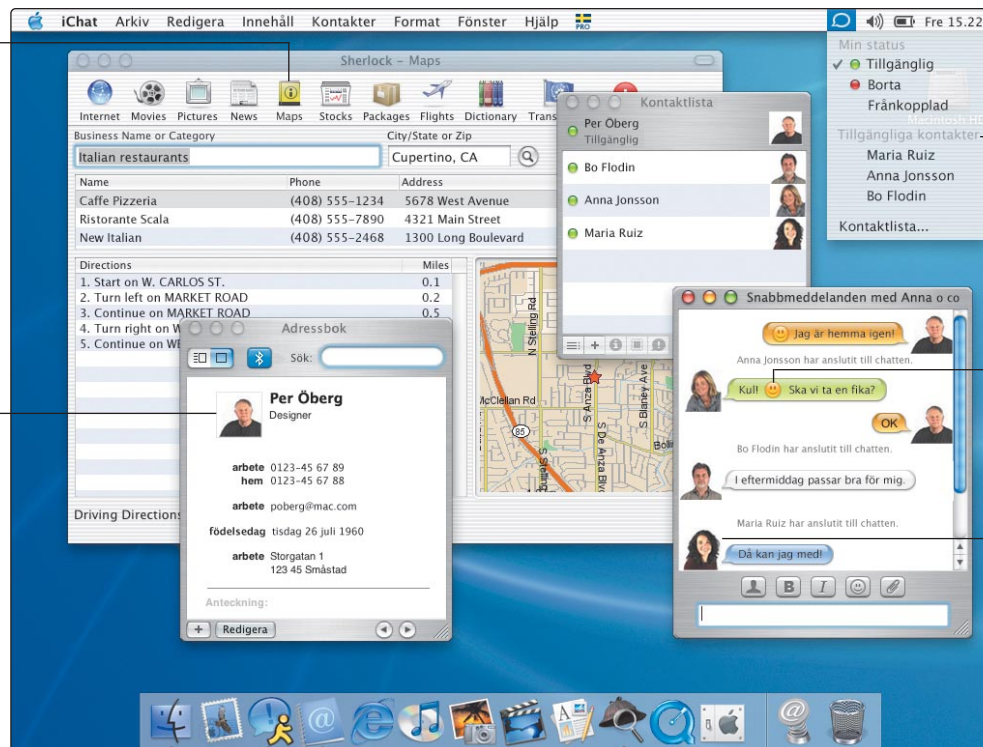 iChat Arkiv Redigera Innehåll Kontakter Format Fönster Hjälp PRO Fre 15.22
Min status
Tillgänglig
Borta
Frånkopplad
Macintosh HD
Tillgängliga kontakter
Maria Ruiz
Anna Jonsson
Bo Flodin
Kontaktlista...
Sherlock – Maps
Internet Movies Pictures News Maps Stocks Packages Flights Dictionary
Business Name or Category City/State or Zip
Italian restaurants Cupertino, CA
Name Phone Address
Caffe Pizzeria (408) 555-1234 5678 West Avenue
Ristorante Scala (408) 555-7890 4321 Main Street
New Italian (408) 555-2468 1300 Long Boulevard
Directions Miles
1. Start on W. CARLOS ST. 0.1
2. Turn left on MARKET ROAD 0.2
3. Continue on MARKET ROAD 0.5
4. Turn right on W
5. Continue on WE
Driving Directions
N Stelling Rd
McClellan Rd
85
S Stelling
S Anza Blvd
S De Anza Blvd
S Blaney Ave
Kontaktlista
Per Öberg
Tillgänglig
Bo Flodin
Anna Jonsson
Maria Ruiz
Adressbok
Sök:
Per Öberg
Designer
arbete 0123-45 67 89
hem 0123-45 67 88
arbete poberg@mac.com
födelsedag tisdag 26 juli 1960
arbete Storgatan 1
123 45 Småstad
Anteckning:
+ Redigera
Snabbmeddelanden med Anna o co
Jag är hemma igen!
Anna Jonsson har anslutit till chatten.
Kul! Ska vi ta en fika?
OK
Bo Flodin har anslutit till chatten.
I eftermiddag passar bra för mig.
Maria Ruiz har anslutit till chatten.
Då kan jag med!
B I